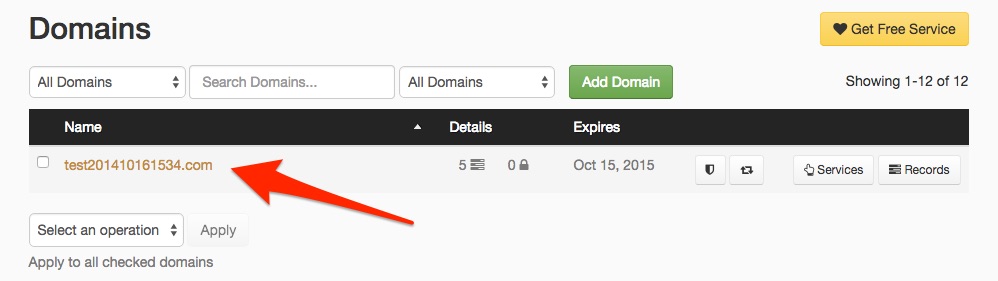 Domains
Get Free Service
All Domains Search Domains... All Domains Add Domain Showing 1-12 of 12
Name Details Expires
test201410161534.com 5 0 Oct 15, 2015 Services Records
Select an operation Apply
Apply to all checked domains